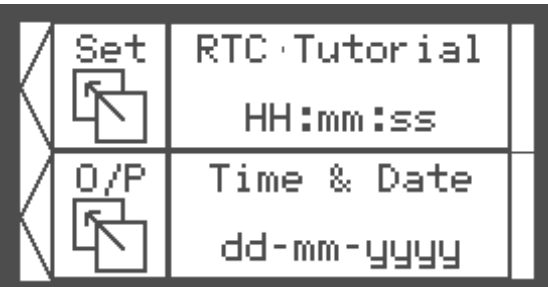 Set
RTC·Tutorial
HH:mm:ss
O/P
Time & Date
dd-mm-yyyy